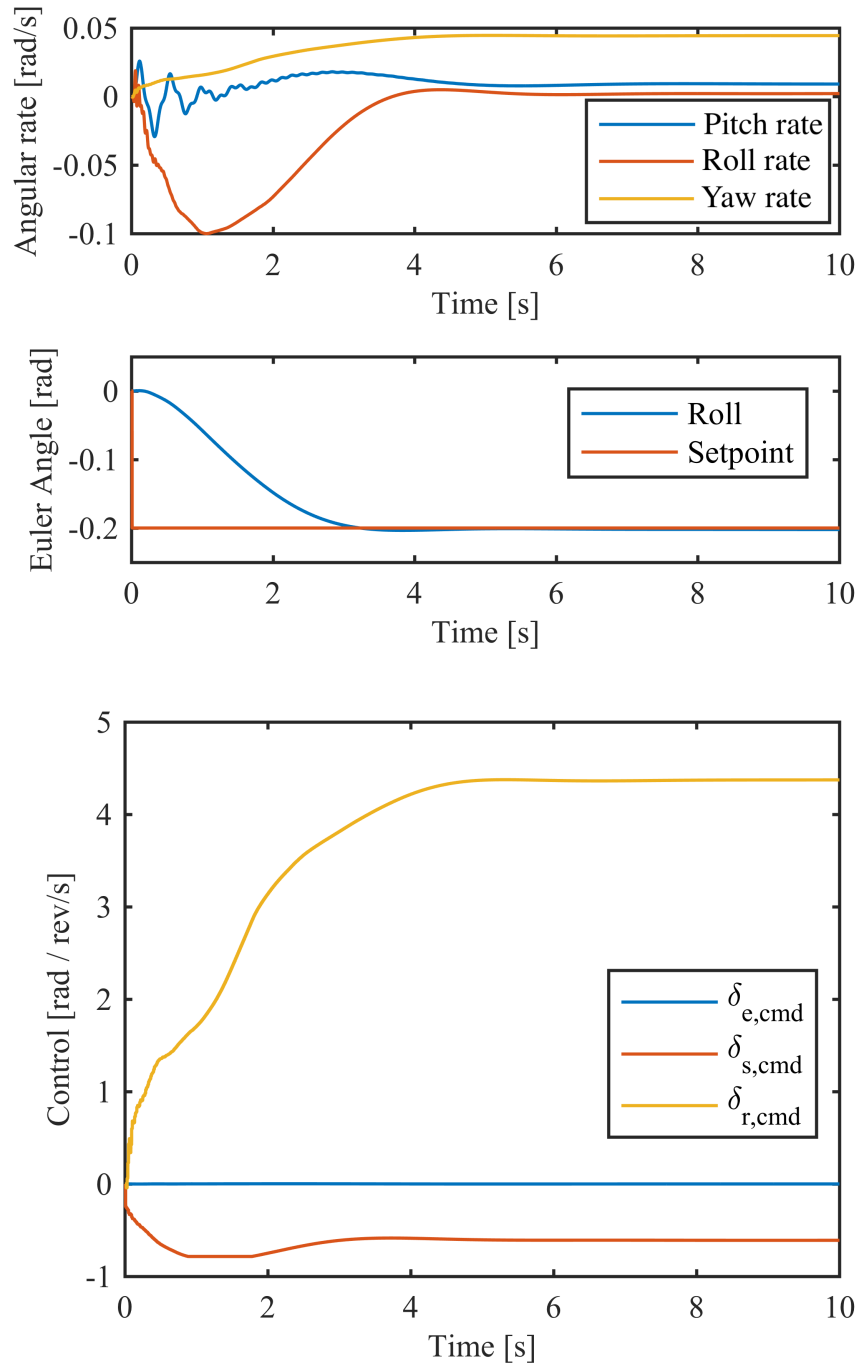 Angular rate [rad/s]
0.05
0
-0.05
-0.1
Pitch rate
Roll rate
Yaw rate
0 2 4 6 8 10
Time [s]
Euler Angle [rad]
0
-0.1
-0.2
Roll
Setpoint
0 2 4 6 8 10
Time [s]
Control [rad / rev/s]
5
4
3
2
1
0
-1
δe,cmd
δs,cmd
δr,cmd
0 2 4 6 8 10
Time [s]